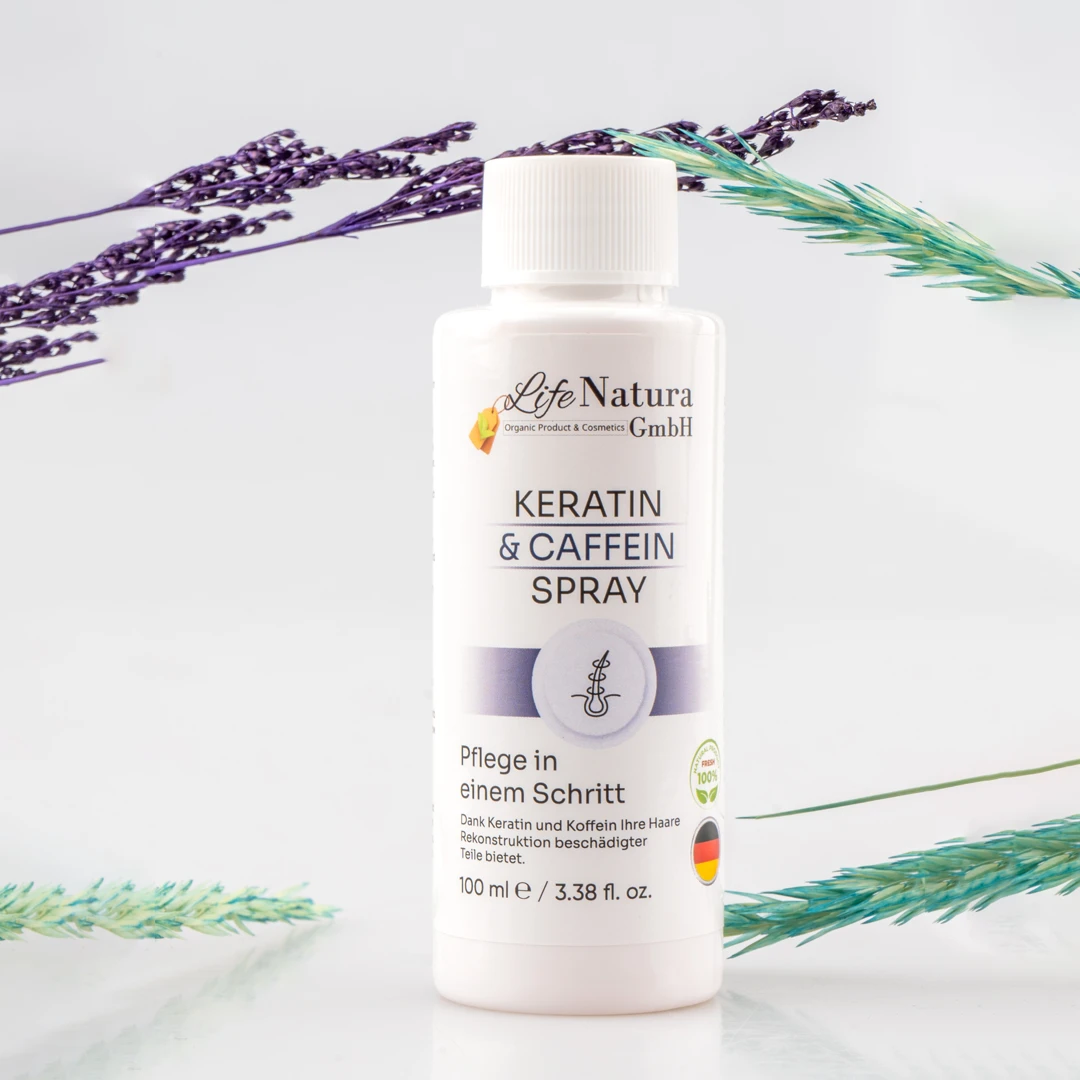 Life Natura
Organic Product & Cosmetics GmbH
KERATIN
& CAFFEIN
SPRAY
Pflege in
einem Schritt
Dank Keratin und Koffein Ihre Haare
Rekonstruktion beschädigter
Teile bietet.
100 ml ℮ / 3.38 fl. oz.
NATURAL
FRESH
100%